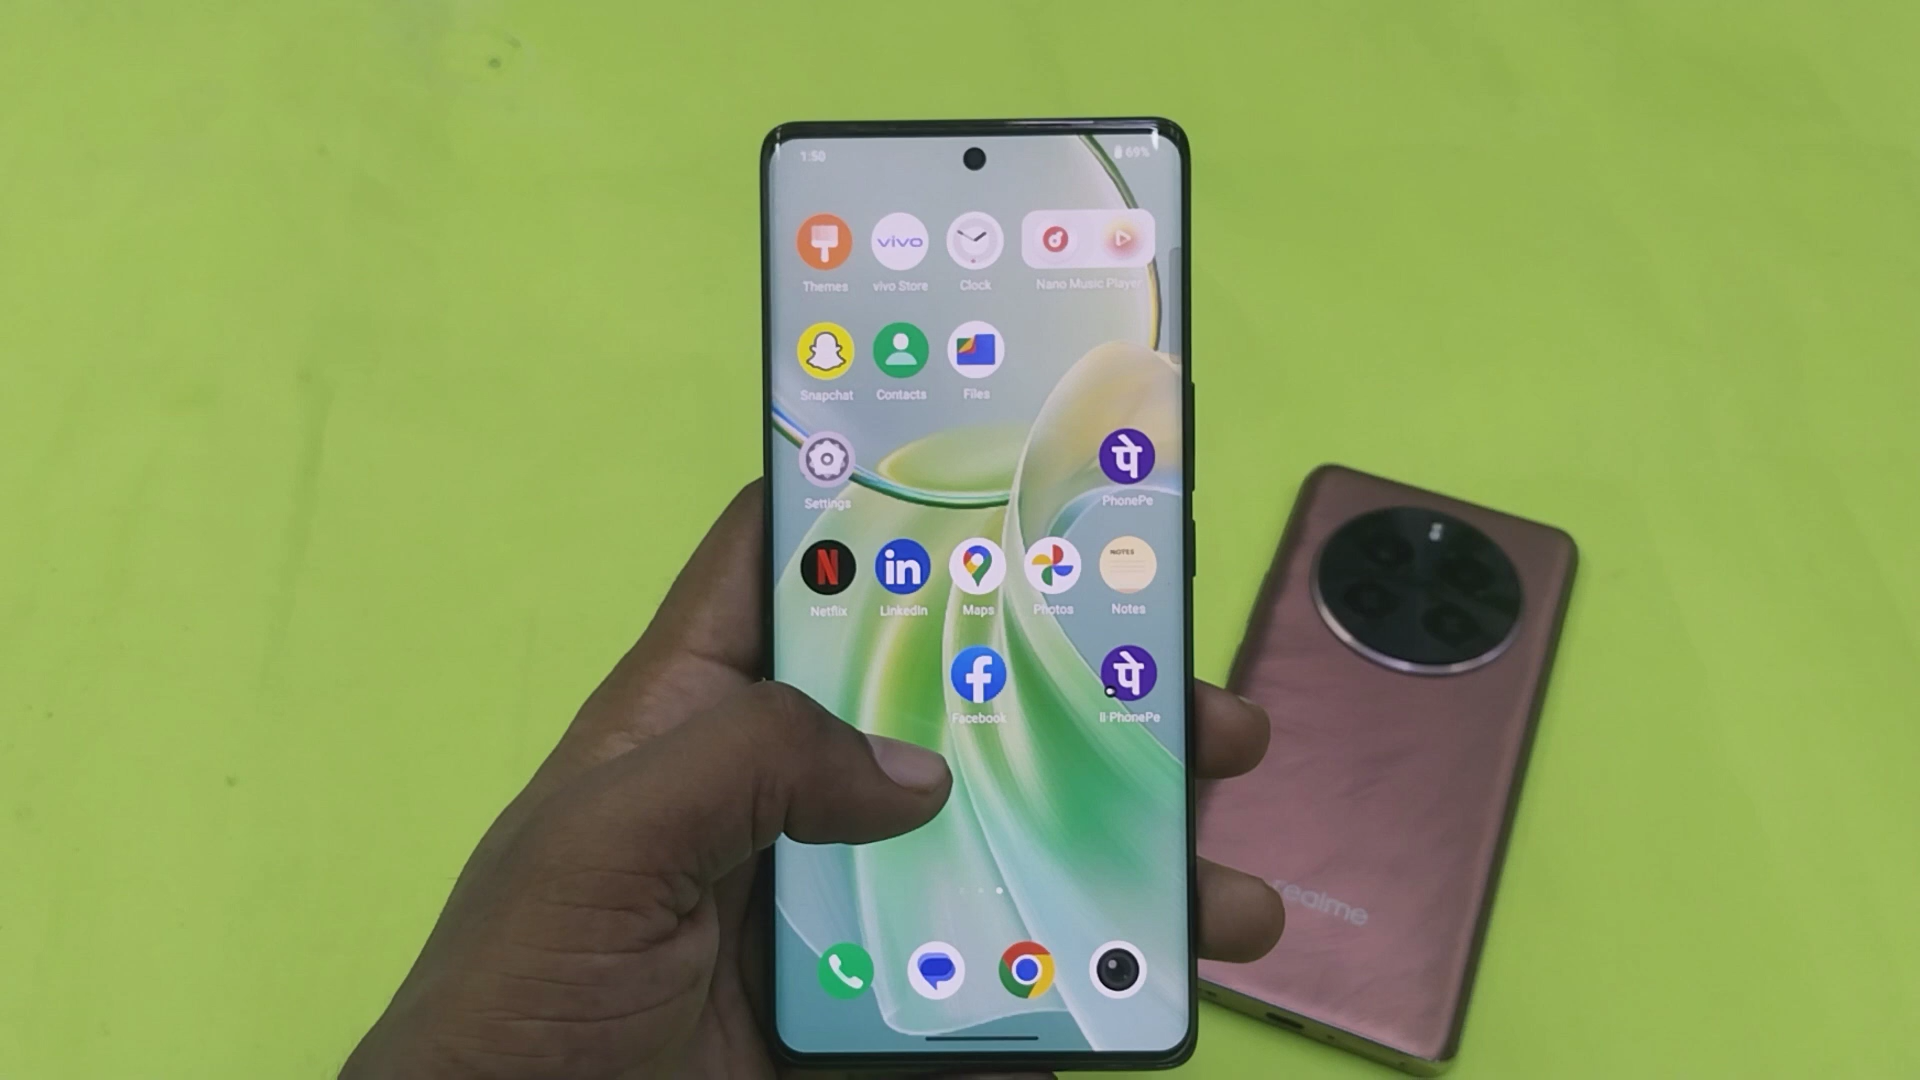 1:50
69%
vivo
Themes
vivo Store
Clock
Nano Music Player
Snapchat
Contacts
Files
Settings
पे
PhonePe
N
in
NOTES
Netflix
LinkedIn
Maps
Photos
Notes
f
पे
Facebook
II·PhonePe
realme